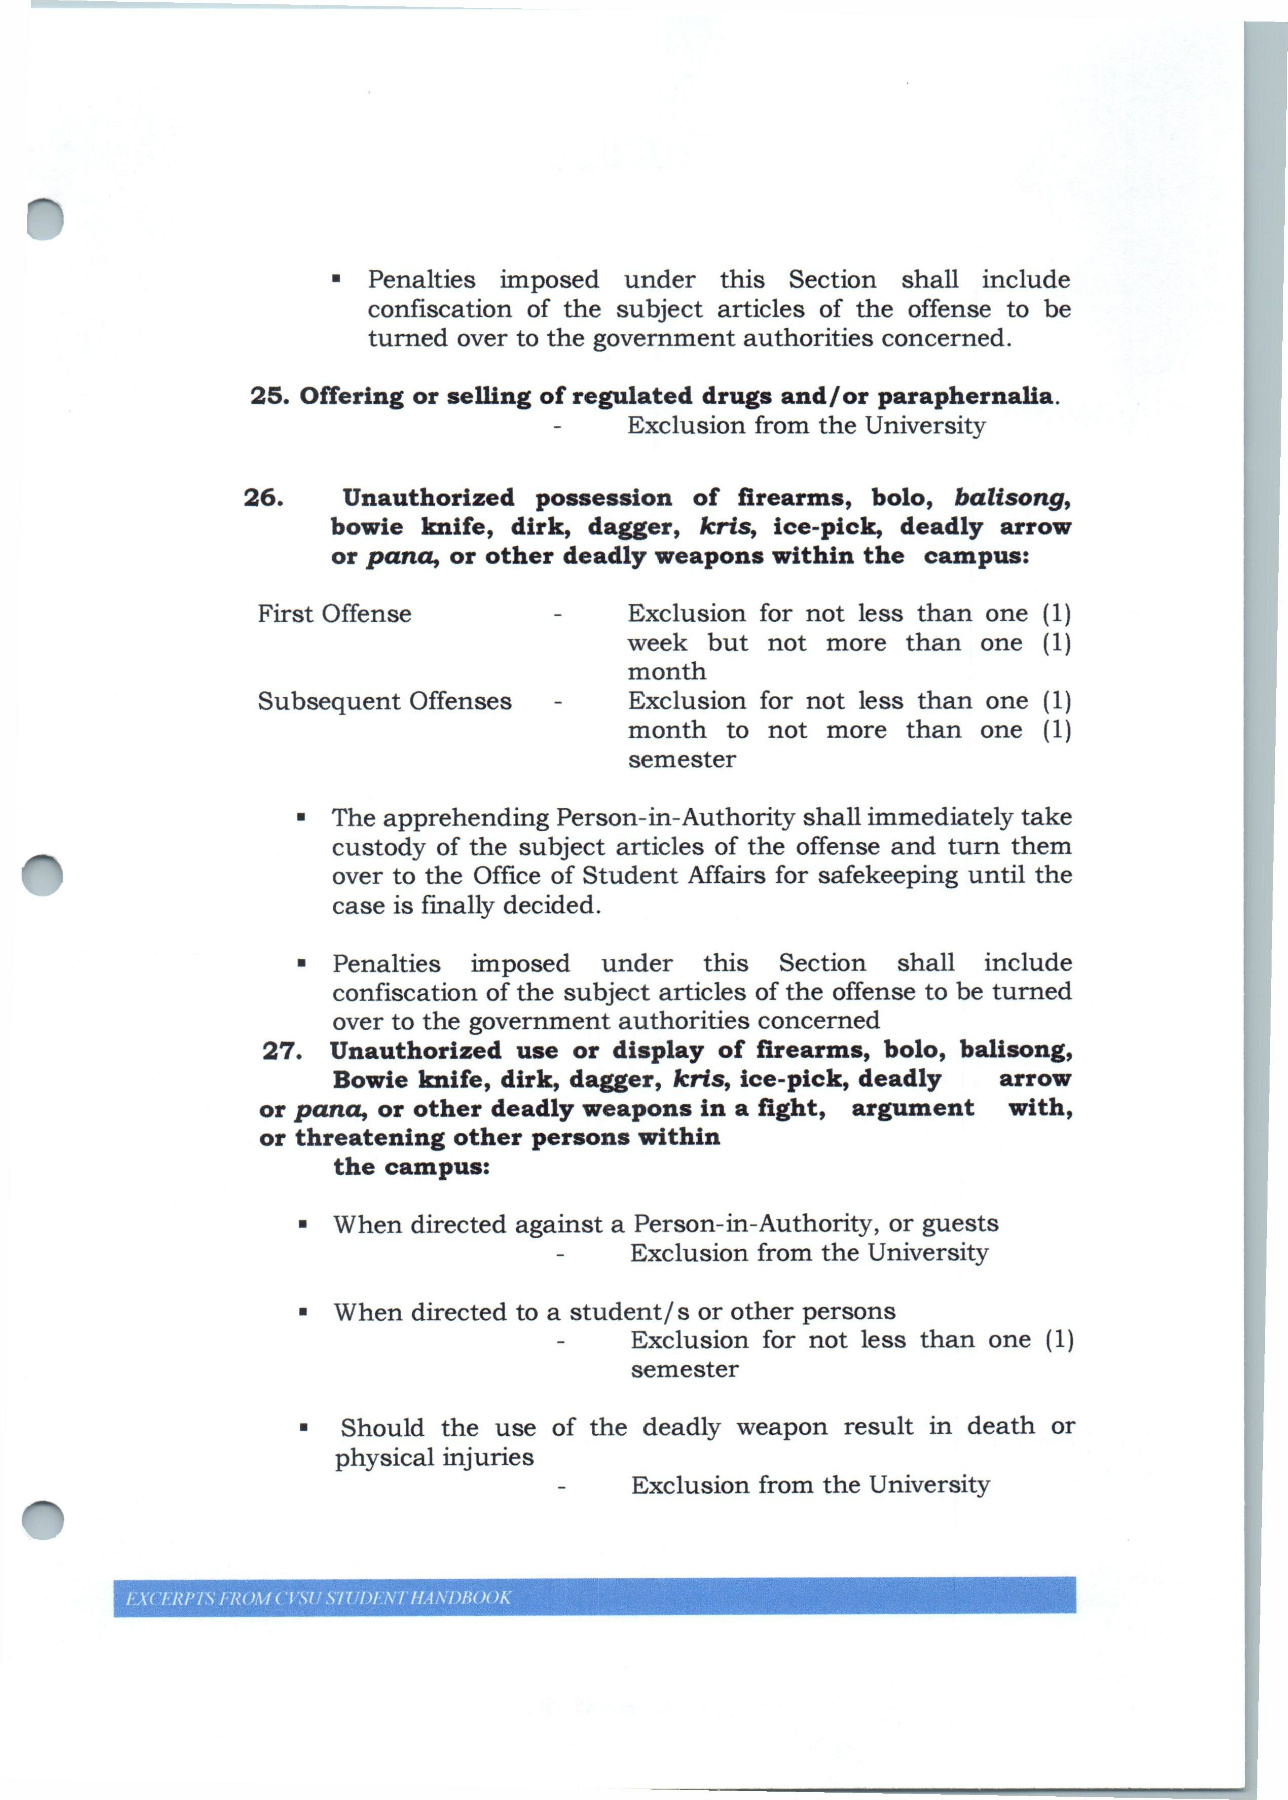 ▪ Penalties imposed under this Section shall include
confiscation of the subject articles of the offense to be
turned over to the government authorities concerned.
25. Offering or selling of regulated drugs and/or paraphernalia.
- Exclusion from the University
26. Unauthorized possession of firearms, bolo, balisong,
bowie knife, dirk, dagger, kris, ice-pick, deadly arrow
or pana, or other deadly weapons within the campus:
First Offense - Exclusion for not less than one (1)
week but not more than one (1)
month
Subsequent Offenses - Exclusion for not less than one (1)
month to not more than one (1)
semester
▪ The apprehending Person-in-Authority shall immediately take
custody of the subject articles of the offense and turn them
over to the Office of Student Affairs for safekeeping until the
case is finally decided.
▪ Penalties imposed under this Section shall include
confiscation of the subject articles of the offense to be turned
over to the government authorities concerned
27. Unauthorized use or display of firearms, bolo, balisong,
Bowie knife, dirk, dagger, kris, ice-pick, deadly arrow
or pana, or other deadly weapons in a fight, argument with,
or threatening other persons within
the campus:
▪ When directed against a Person-in-Authority, or guests
- Exclusion from the University
▪ When directed to a student/s or other persons
- Exclusion for not less than one (1)
semester
▪ Should the use of the deadly weapon result in death or
physical injuries
- Exclusion from the University
EXCERPTS FROM CVSU STUDENT HANDBOOK